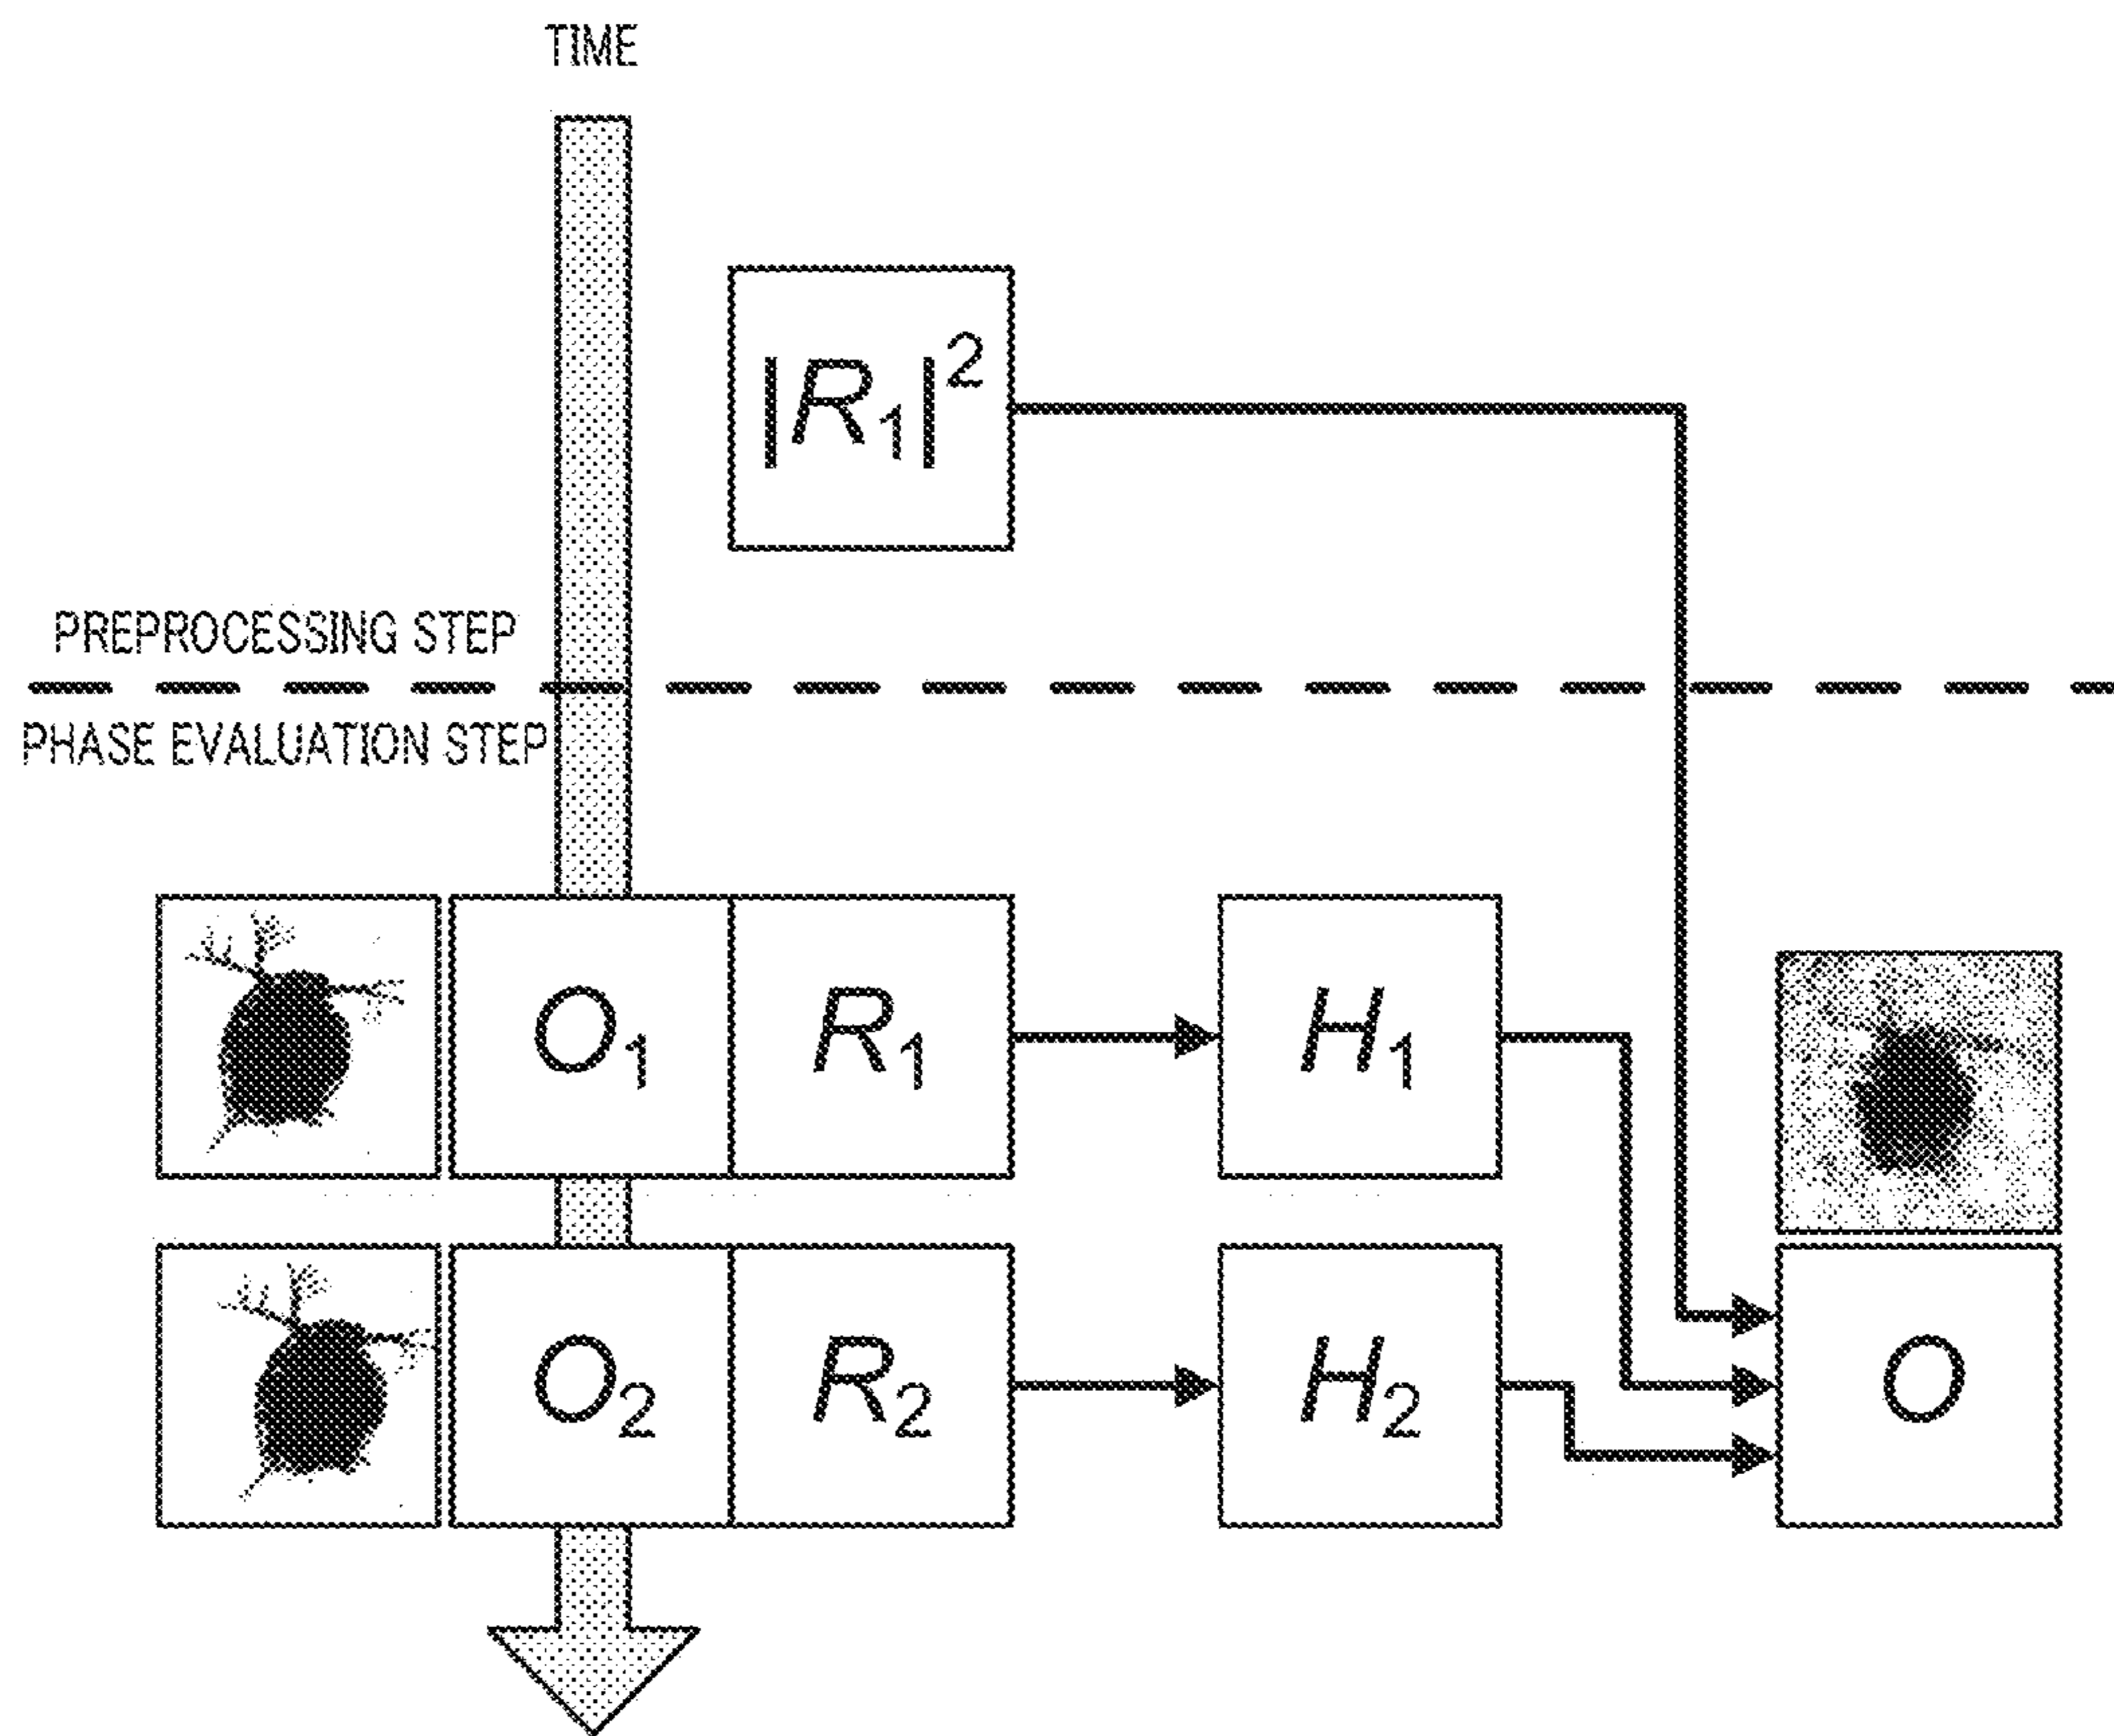 TIME
|R₁|²
PREPROCESSING STEP
PHASE EVALUATION STEP
O₁ R₁ H₁
O₂ R₂ H₂ O